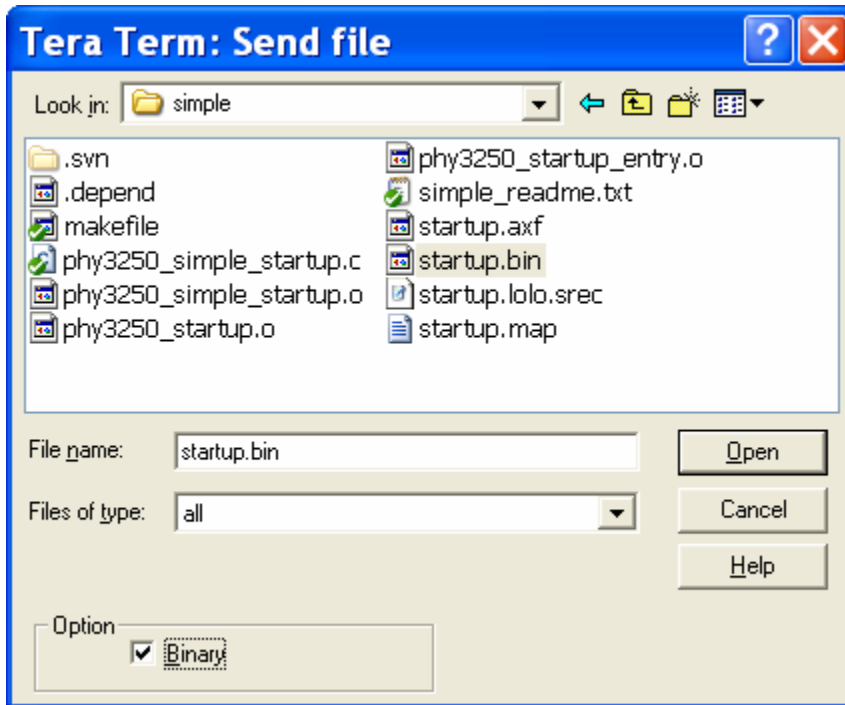 Tera Term: Send file
Look in: simple
.svn
.depend
makefile
phy3250_simple_startup.c
phy3250_simple_startup.o
phy3250_startup.o
phy3250_startup_entry.o
simple_readme.txt
startup.axf
startup.bin
startup.lolo.srec
startup.map
File name: startup.bin
Open
Files of type: all
Cancel
Help
Option
Binary